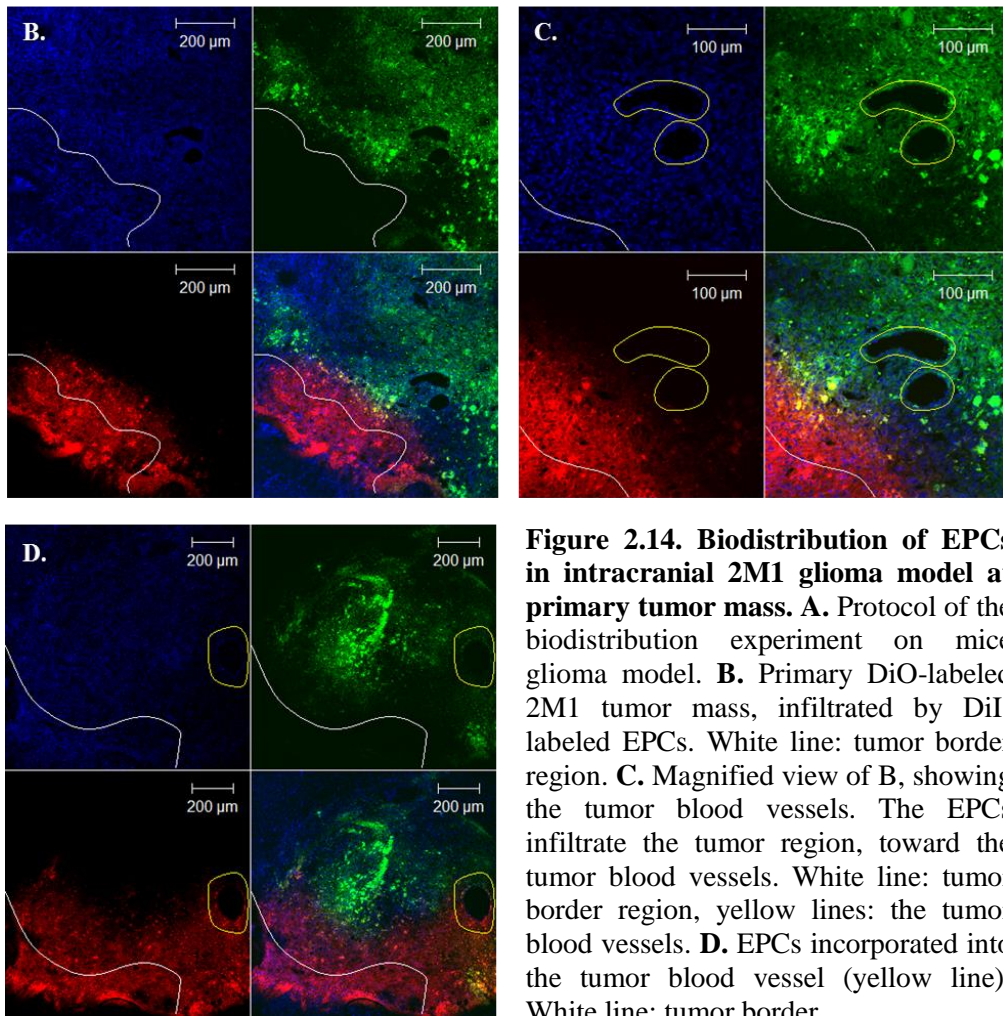 B.
200 µm
200 µm
200 µm
200 µm
C.
100 µm
100 µm
100 µm
100 µm
D.
200 µm
200 µm
200 µm
200 µm
Figure 2.14. Biodistribution of EPCs
in intracranial 2M1 glioma model at
primary tumor mass. A. Protocol of the
biodistribution experiment on mice
glioma model. B. Primary DiO-labeled
2M1 tumor mass, infiltrated by DiI
labeled EPCs. White line: tumor border
region. C. Magnified view of B, showing
the tumor blood vessels. The EPCs
infiltrate the tumor region, toward the
tumor blood vessels. White line: tumor
border region, yellow lines: the tumor
blood vessels. D. EPCs incorporated into
the tumor blood vessel (yellow line)
White line: tumor border